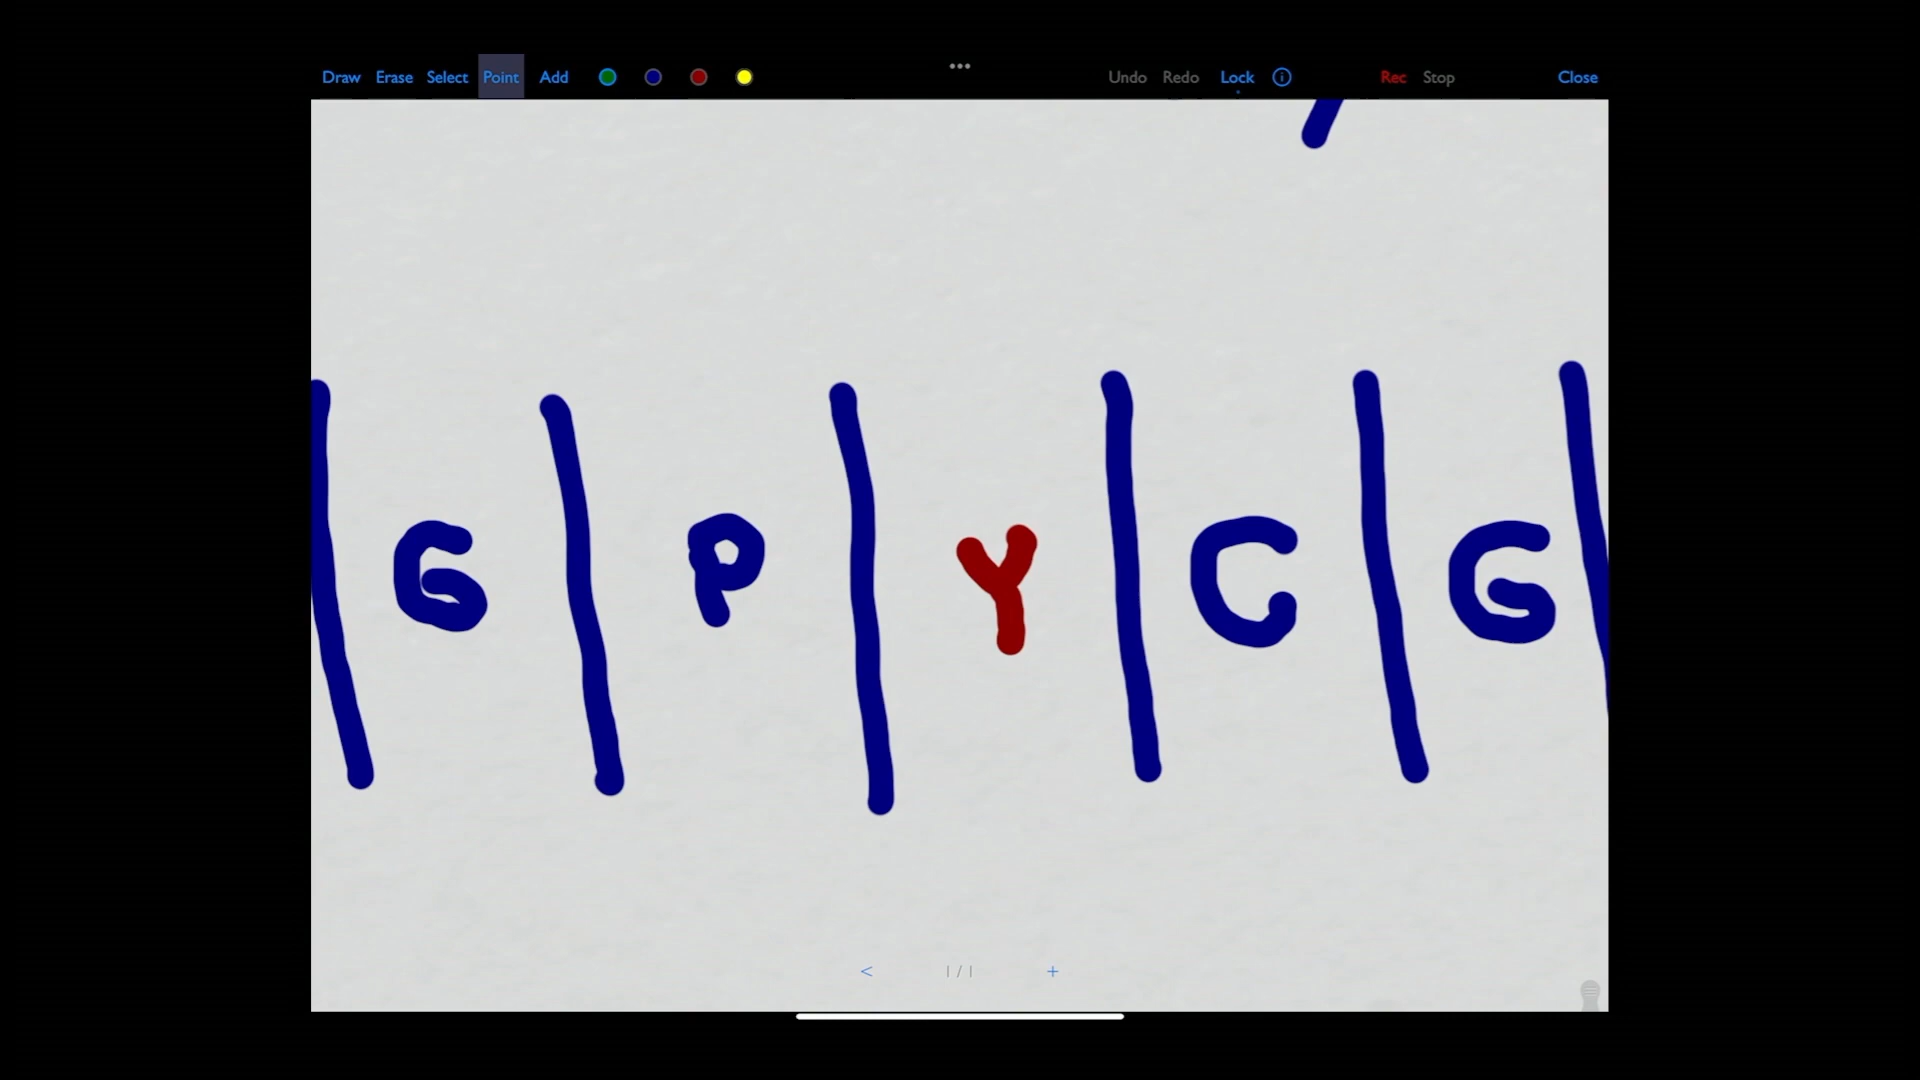 Draw Erase Select Point Add Undo Redo Lock Rec Stop Close
G | P | Y | C | G
< 1 / 1 +